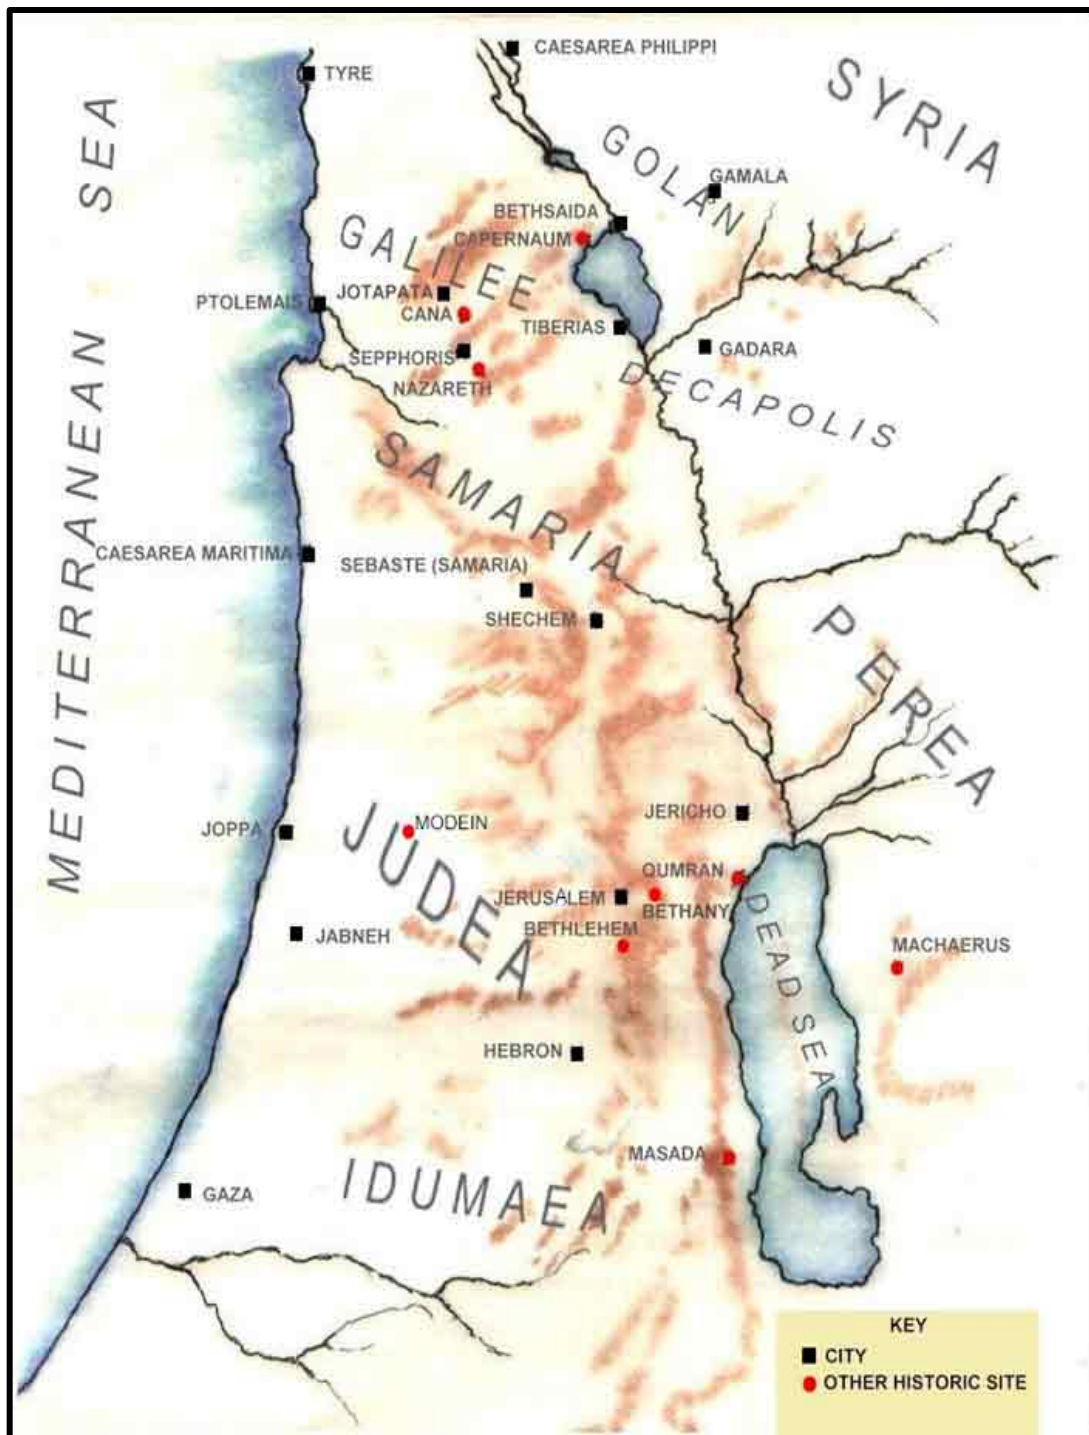 CAESAREA PHILIPPI
TYRE
SYRIA
MEDITERRANEAN SEA
GOLAN
GAMALA
BETHSAIDA
CAPERNAUM
GALILEE
JOTAPATA
PTOLEMAIS
CANA
TIBERIAS
SEPPHORIS
GADARA
NAZARETH
DECAPOLIS
SAMARIA
CAESAREA MARITIMA
SEBASTE (SAMARIA)
SHECHEM
PEREA
JERICHO
JOPPA
MODEIN
JUDEA
QUMRAN
JERUSALEM
BETHANY
BETHLEHEM
JABNEH
DEAD SEA
MACHAERUS
HEBRON
MASADA
IDUMAEA
GAZA
KEY
CITY
OTHER HISTORIC SITE